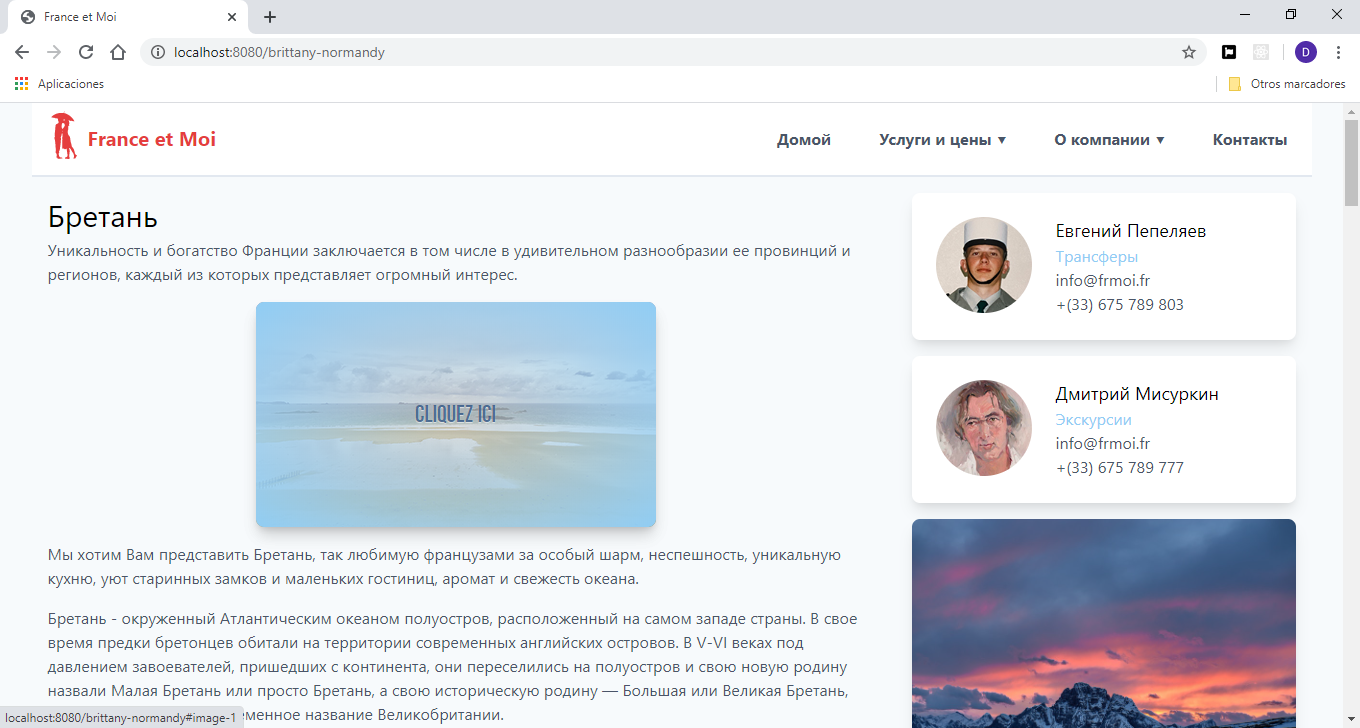 France et Moi
localhost:8080/brittany-normandy
D
Aplicaciones
Otros marcadores
France et Moi
Домой
Услуги и цены ▼
О компании ▼
Контакты
Бретань
Уникальность и богатство Франции заключается в том числе в удивительном разнообразии ее провинций и
регионов, каждый из которых представляет огромный интерес.
CLIQUEZ ICI
Мы хотим Вам представить Бретань, так любимую французами за особый шарм, неспешность, уникальную
кухню, уют старинных замков и маленьких гостиниц, аромат и свежесть океана.
Бретань - окруженный Атлантическим океаном полуостров, расположенный на самом западе страны. В свое
время предки бретонцев обитали на территории современных английских островов. В V-VI веках под
давлением завоевателей, пришедших с континента, они переселились на полуостров и свою новую родину
назвали Малая Бретань или просто Бретань, а свою историческую родину — Большая или Великая Бретань,
еменное название Великобритании.
Евгений Пепеляев
Трансферы
info@frmoi.fr
+(33) 675 789 803
Дмитрий Мисуркин
Экскурсии
info@frmoi.fr
+(33) 675 789 777
localhost:8080/brittany-normandy#image-1